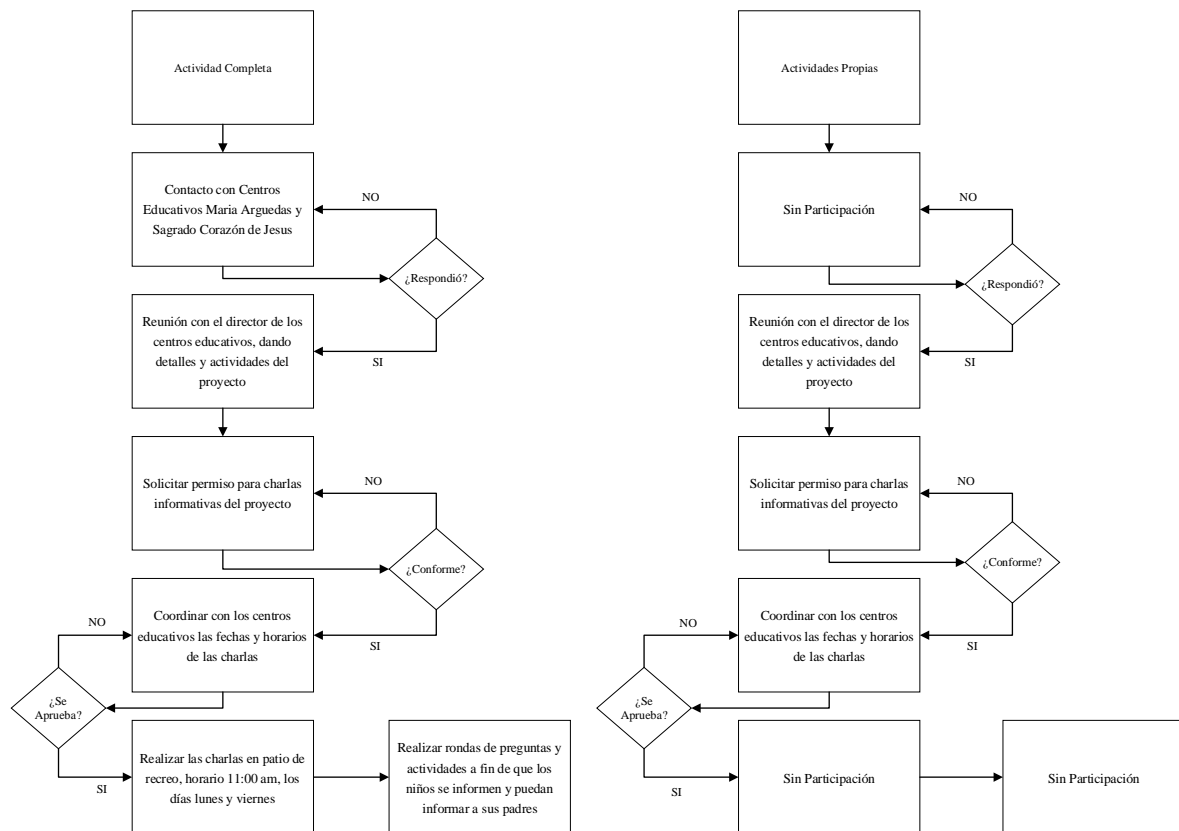 Actividad Completa
Contacto con Centros
Educativos Maria Arguedas y
Sagrado Corazón de Jesus
NO
¿Respondió?
SI
Reunión con el director de los
centros educativos, dando
detalles y actividades del
proyecto
Solicitar permiso para charlas
informativas del proyecto
NO
¿Conforme?
SI
Coordinar con los centros
educativos las fechas y horarios
de las charlas
NO
¿Se
Aprueba?
SI
Realizar las charlas en patio de
recreo, horario 11:00 am, los
días lunes y viernes
Realizar rondas de preguntas y
actividades a fin de que los
niños se informen y puedan
informar a sus padres
Actividades Propias
Sin Participación
NO
¿Respondió?
SI
Reunión con el director de los
centros educativos, dando
detalles y actividades del
proyecto
Solicitar permiso para charlas
informativas del proyecto
NO
¿Conforme?
SI
Coordinar con los centros
educativos las fechas y horarios
de las charlas
NO
¿Se
Aprueba?
SI
Sin Participación
Sin Participación